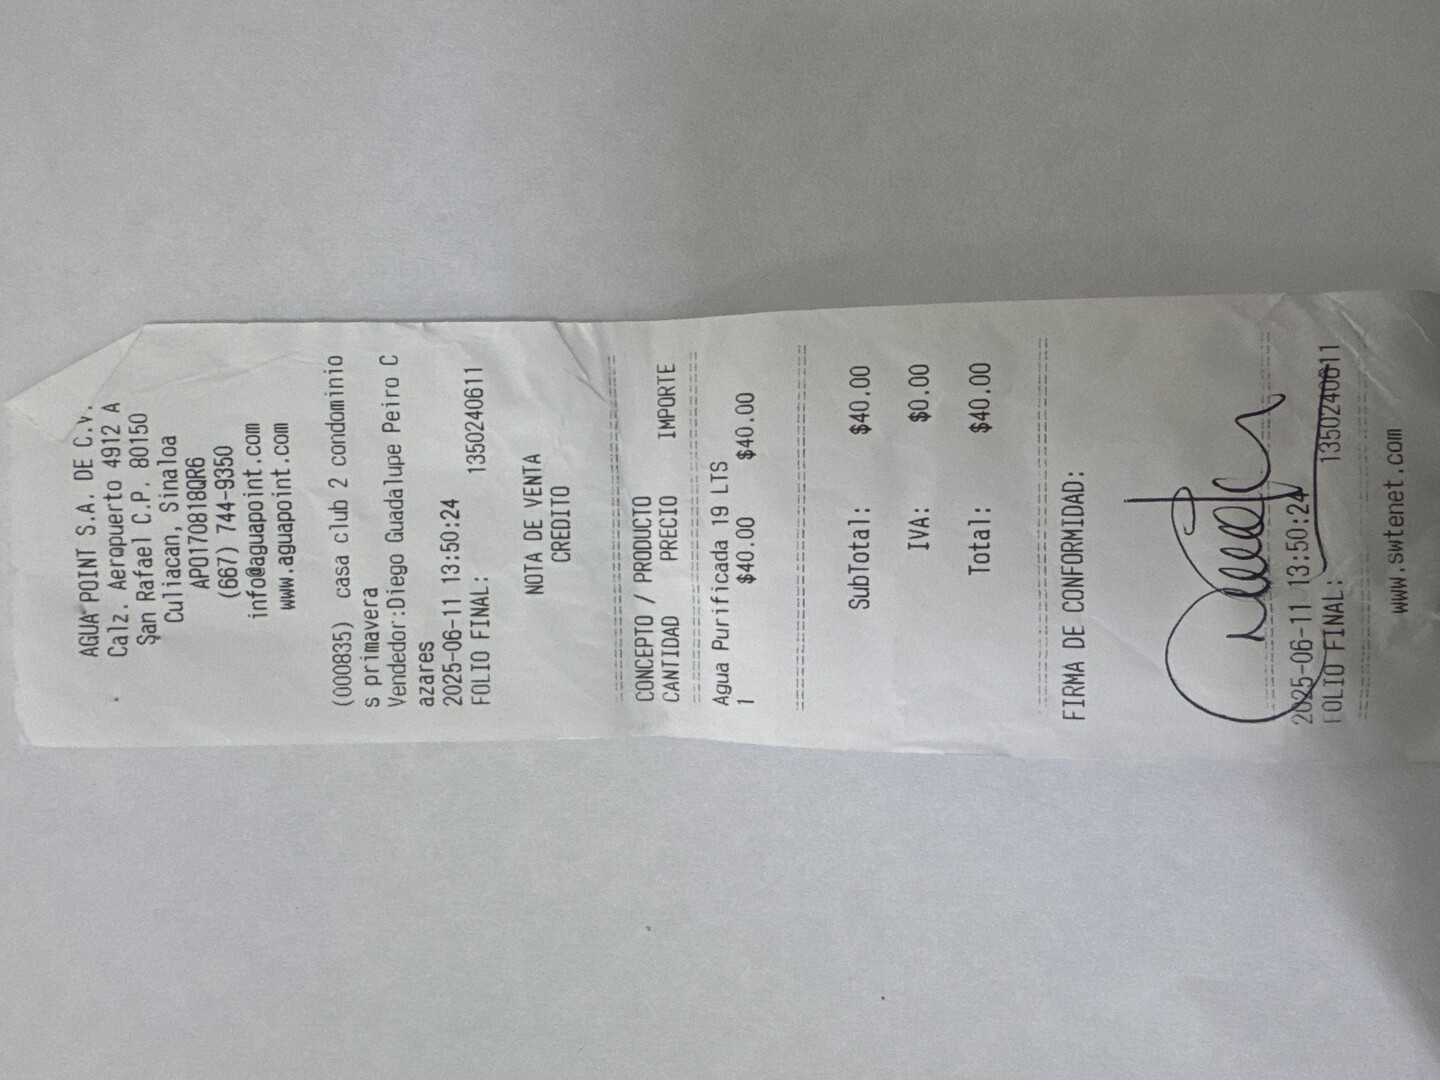 AGUA POINT S.A. DE C.V.
Calz. Aeropuerto 4912 A
San Rafael C.P. 80150
Culiacan, Sinaloa
APO170818QR6
(667) 744-9350
info@aguapoint.com
www.aguapoint.com
(000835) casa club 2 condominio
s primavera
Vendedor:Diego Guadalupe Peiro C
azares
2025-06-11 13:50:24
FOLIO FINAL: 1350240611
NOTA DE VENTA
CREDITO
CONCEPTO / PRODUCTO
CANTIDAD PRECIO IMPORTE
Agua Purificada 19 LTS
1 $40.00 $40.00
SubTotal: $40.00
IVA: $0.00
Total: $40.00
FIRMA DE CONFORMIDAD:
2025-06-11 13:50:24
FOLIO FINAL: 1350240611
www.swtenet.com